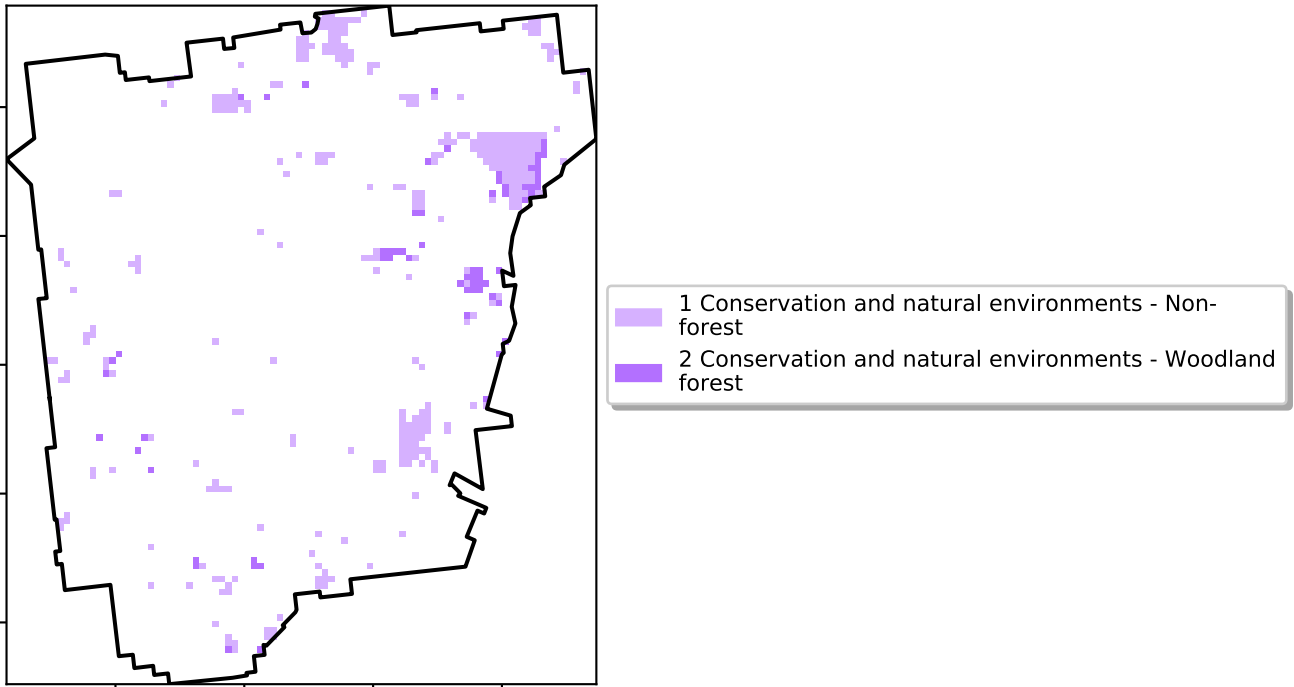 1 Conservation and natural environments - Non-
forest
2 Conservation and natural environments - Woodland
forest